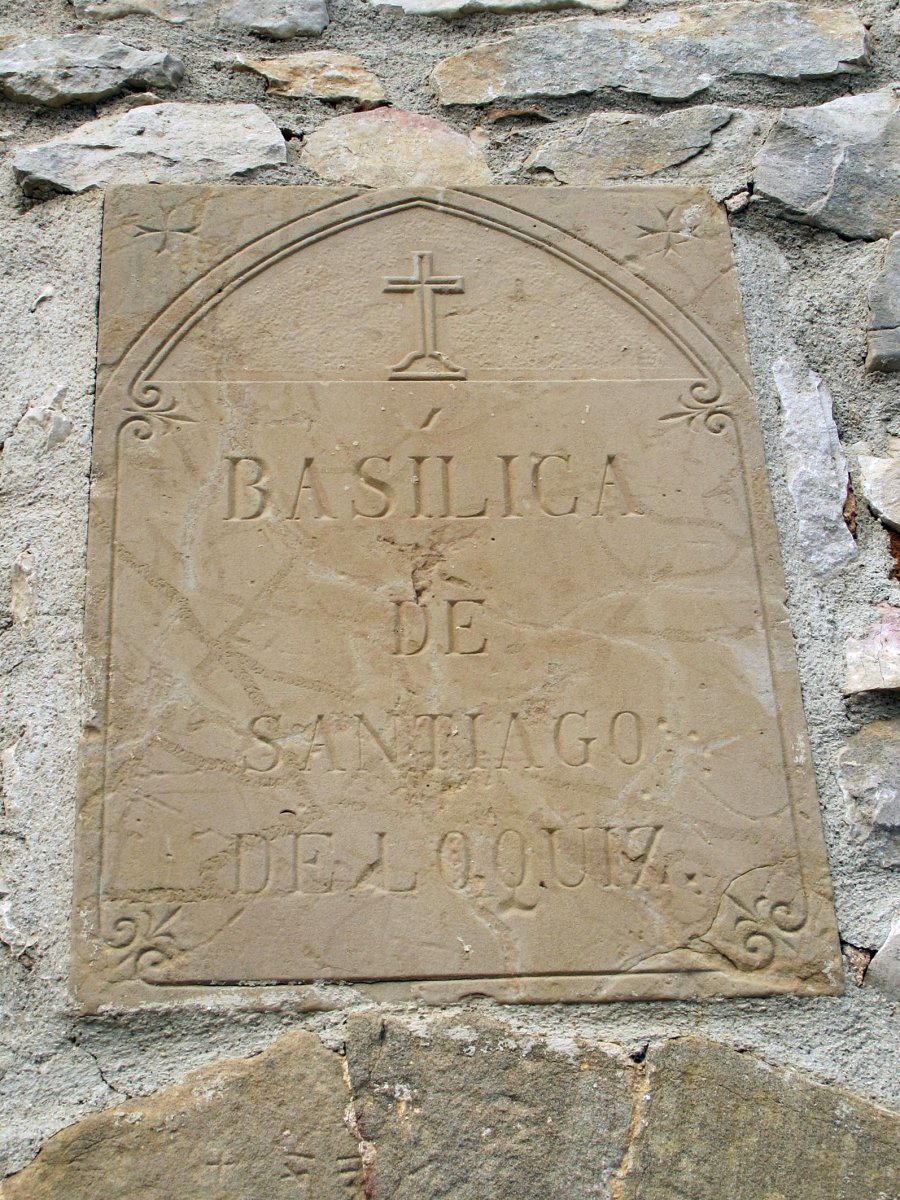 BASÍLICA
DE
SANTIAGO
DE LOQUIZ.